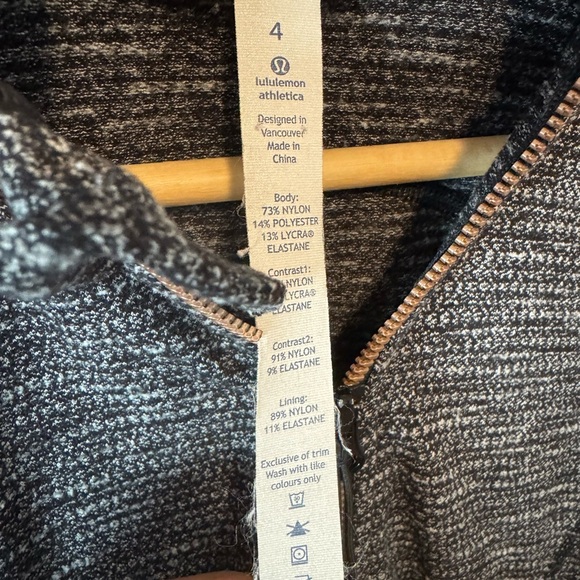 4
lululemon
athletica
Designed in
Vancouver
Made in
China
Body:
73% NYLON
14% POLYESTER
13% LYCRA®
ELASTANE
Contrast1:
NYLON
LYCRA®
ELASTANE
Contrast2:
91% NYLON
9% ELASTANE
Lining:
89% NYLON
11% ELASTANE
Exclusive of trim
Wash with like
colours only